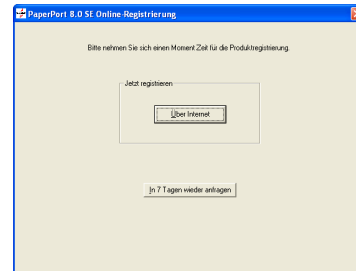 PaperPort 8.0 SE Online-Registrierung
Bitte nehmen Sie sich einen Moment Zeit für die Produktregistrierung.
Jetzt registrieren
Über Internet
In 7 Tagen wieder anfragen